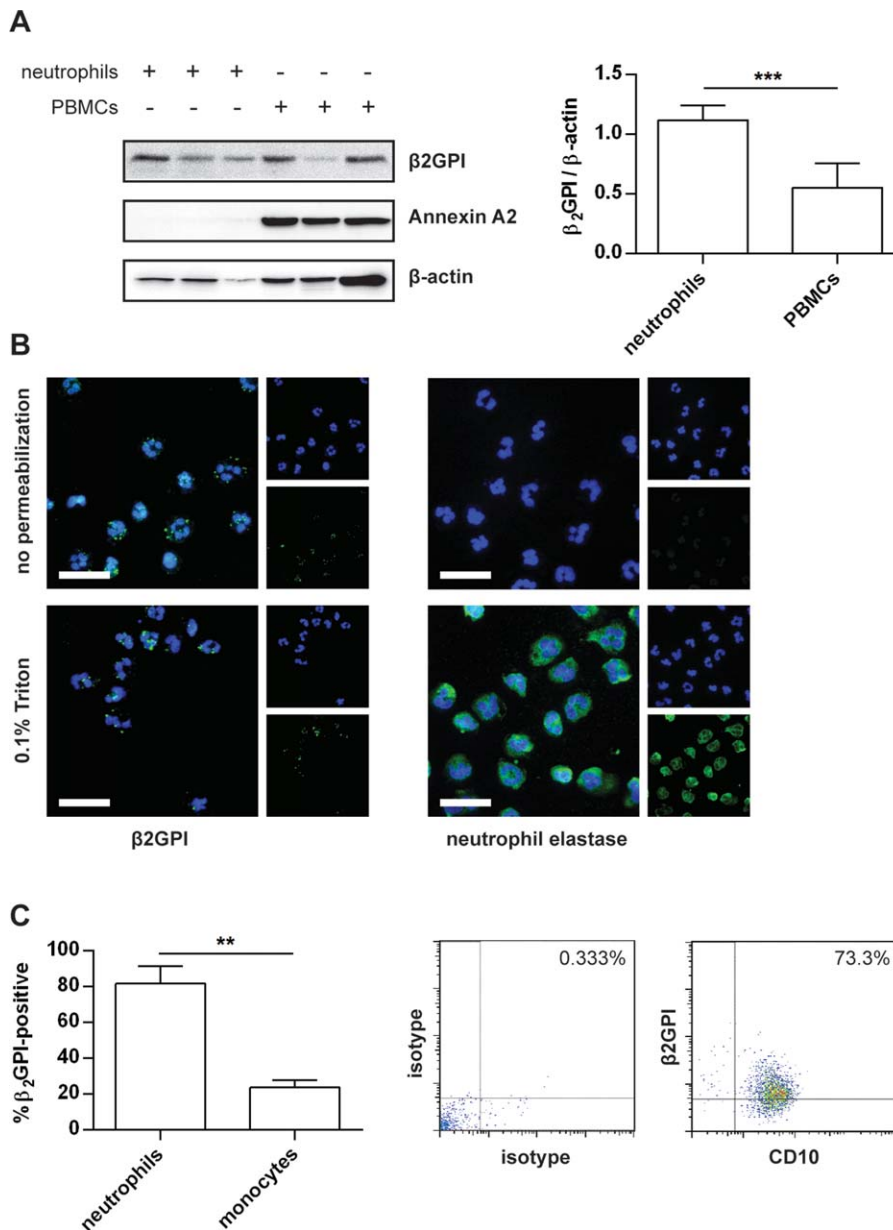 A
neutrophils + + + - - -
PBMCs - - - + + +
β2GPI
Annexin A2
β-actin
β₂GPI / β-actin
1.5
1.0
0.5
0.0
***
neutrophils
PBMCs
B
no permeabilization
0.1% Triton
β2GPI
neutrophil elastase
C
% β₂GPI-positive
100
80
60
40
20
0
**
neutrophils
monocytes
isotype
0.333%
isotype
β2GPI
73.3%
CD10